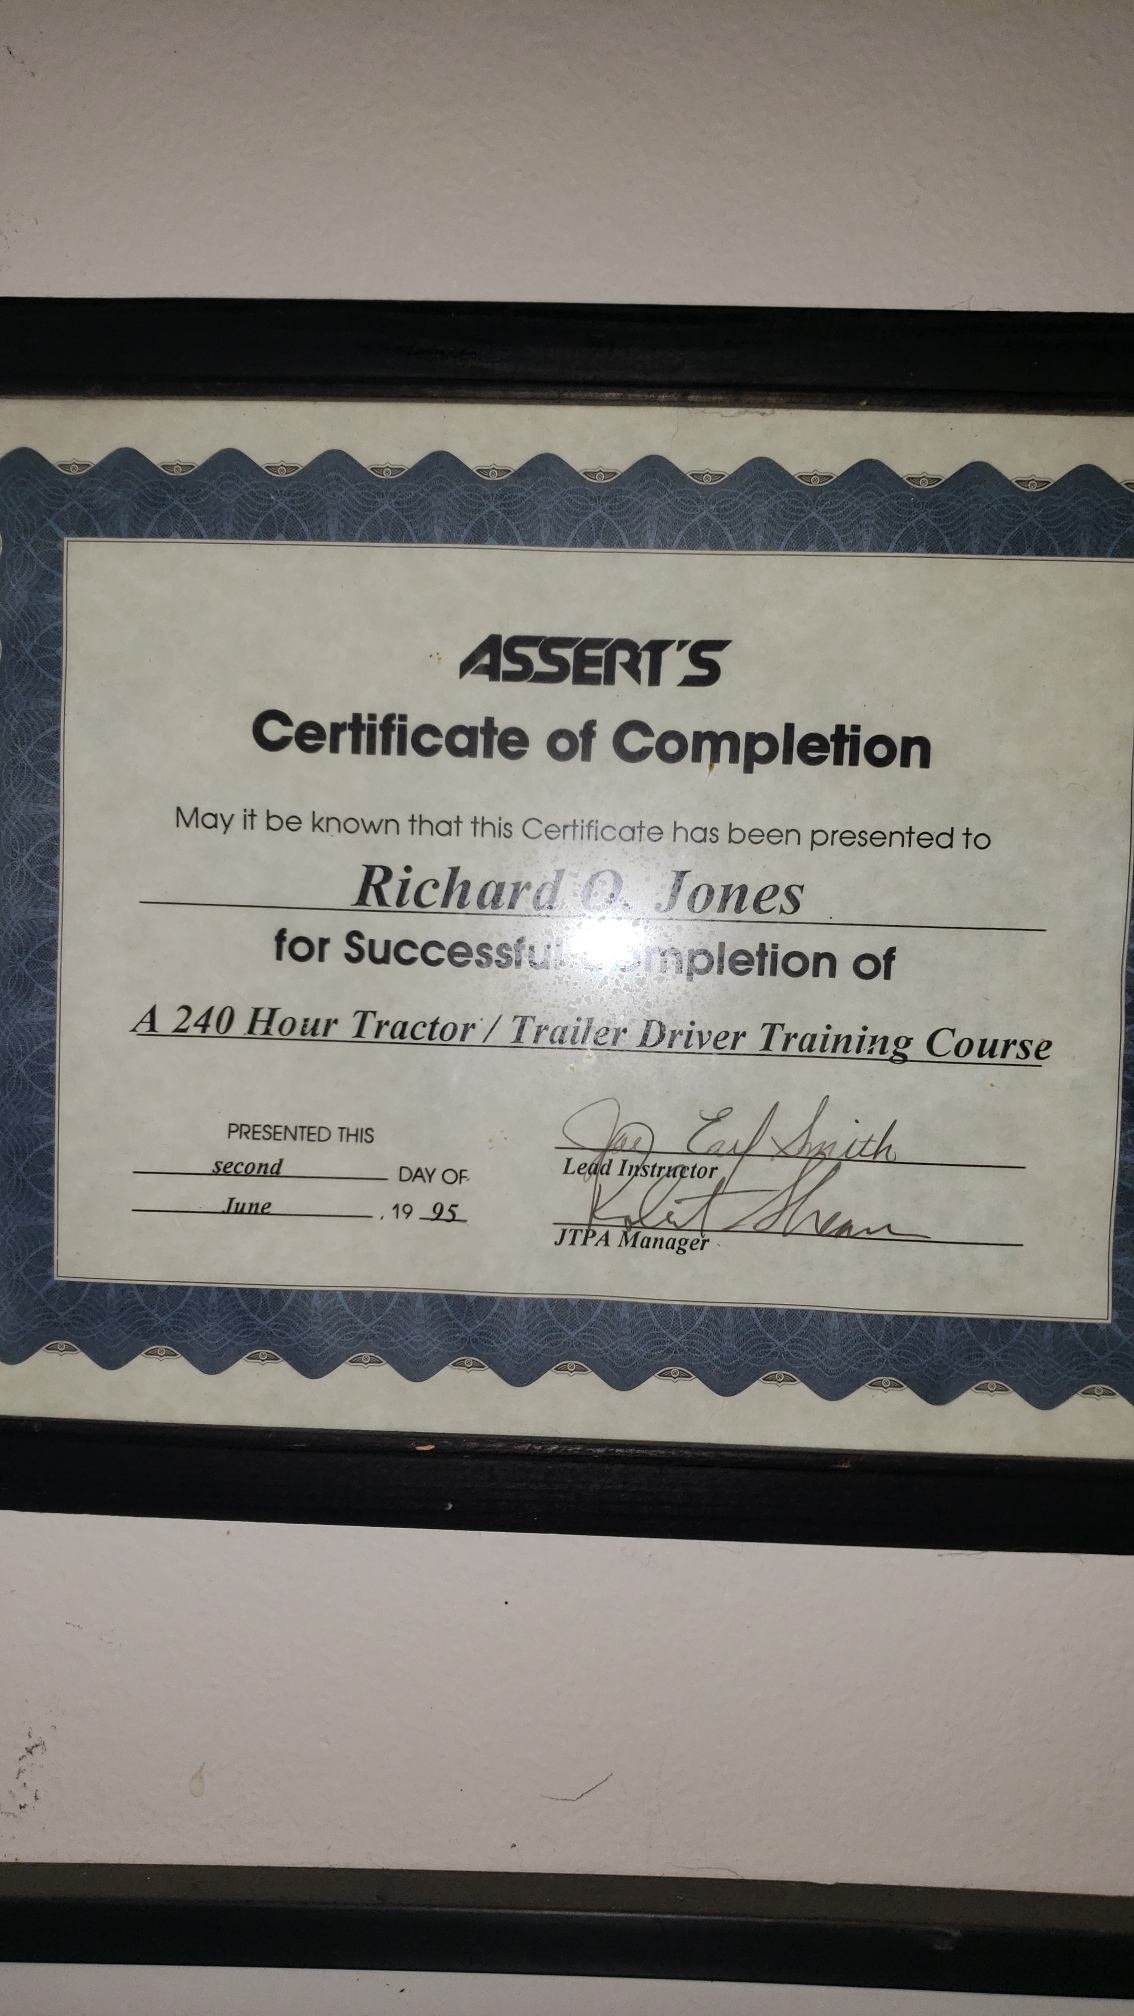 ASSERT'S
Certificate of Completion
May it be known that this Certificate has been presented to
Richard O. Jones
for Successful Completion of
A 240 Hour Tractor / Trailer Driver Training Course
PRESENTED THIS
second DAY OF
June , 19 95
Earl Smith
Lead Instructor
Robert
JTPA Manager